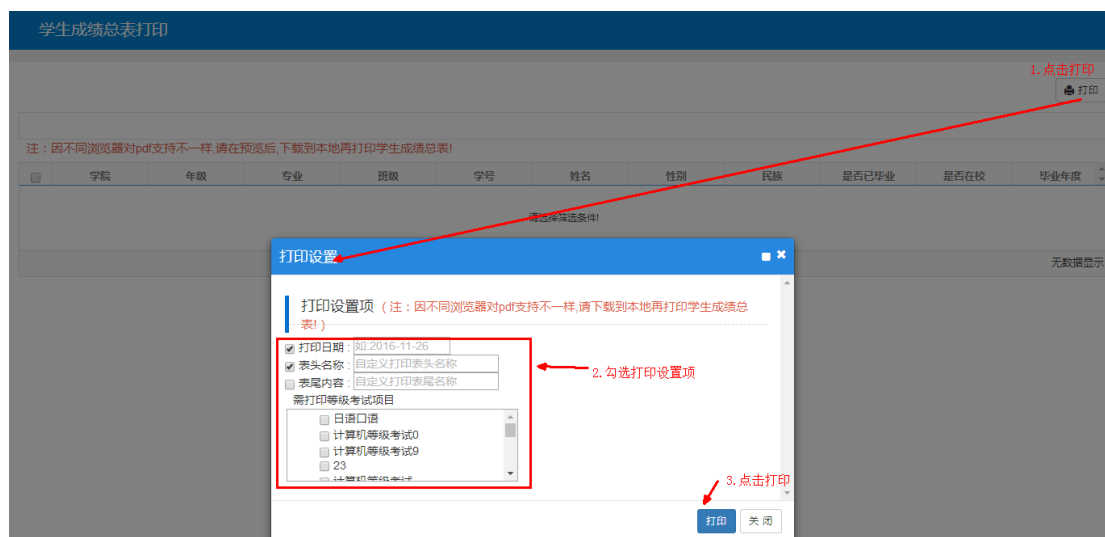 学生成绩总表打印
1.点击打印
打印
注：因不同浏览器对pdf支持不一样,请在预览后,下载到本地再打印学生成绩总表!
学院 年级 专业 班级 学号 姓名 性别 民族 是否已毕业 是否在校 毕业年度
请选择筛选条件!
打印设置
无数据显示
打印设置项（注：因不同浏览器对pdf支持不一样,请下载到本地再打印学生成绩总
表!）
打印日期：如:2016-11-26
表头名称：自定义打印表头名称
2.勾选打印设置项
表尾内容：自定义打印表尾名称
需打印等级考试项目
日语口语
计算机等级考试0
计算机等级考试9
23
计算机等级考试
3.点击打印
打印 关闭